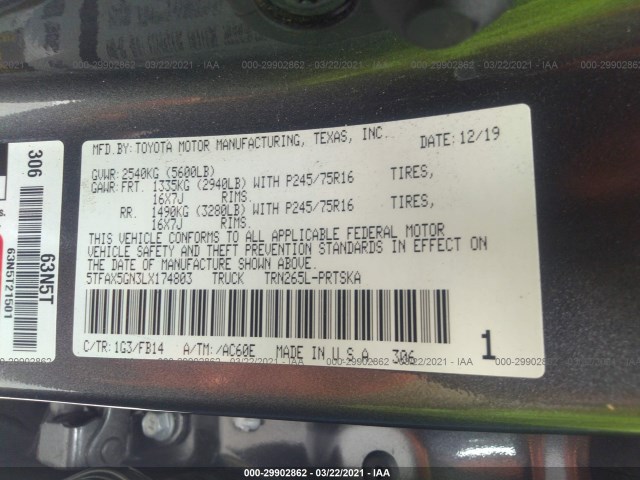 000-29902862 - 03/22/2021 - IAA
MFD.BY:TOYOTA MOTOR MANUFACTURING, TEXAS, INC. DATE:12/19
GVWR:2540KG (5600LB)
GAWR:FRT. 1335KG (2940LB) WITH P245/75R16 TIRES,
16X7J RIMS.
RR. 1490KG (3280LB) WITH P245/75R16 TIRES,
16X7J RIMS.
THIS VEHICLE CONFORMS TO ALL APPLICABLE FEDERAL MOTOR
VEHICLE SAFETY AND THEFT PREVENTION STANDARDS IN EFFECT ON
THE DATE OF MANUFACTURE SHOWN ABOVE.
5TFAX5GN3LX174803 TRUCK TRN265L-PRTSKA
C/TR:1G3/FB14 A/TM:/AC60E MADE IN U.S.A. 306 1
306
63N5T
63N5T21501
000-29902862 - 03/22/2021 - IAA